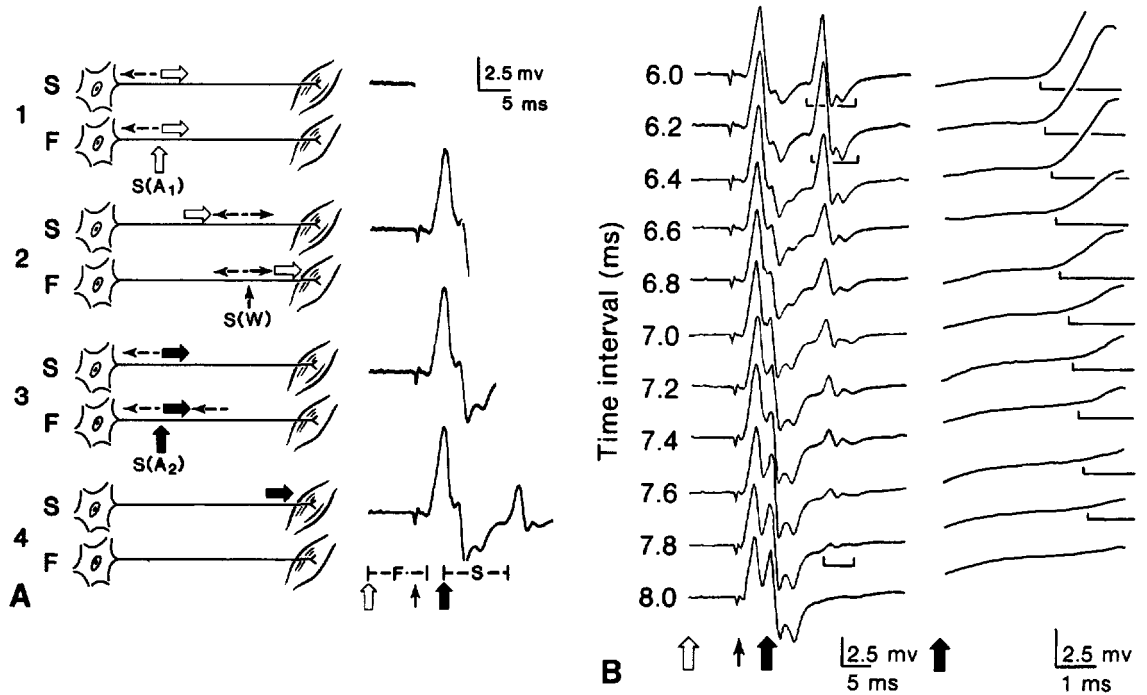 S
1
F
S(A₁)
2.5 mv
5 ms
S
2
F
S(W)
S
3
F
S(A₂)
S
4
F
A
F
S
Time interval (ms)
6.0
6.2
6.4
6.6
6.8
7.0
7.2
7.4
7.6
7.8
8.0
B
2.5 mv
5 ms
2.5 mv
1 ms